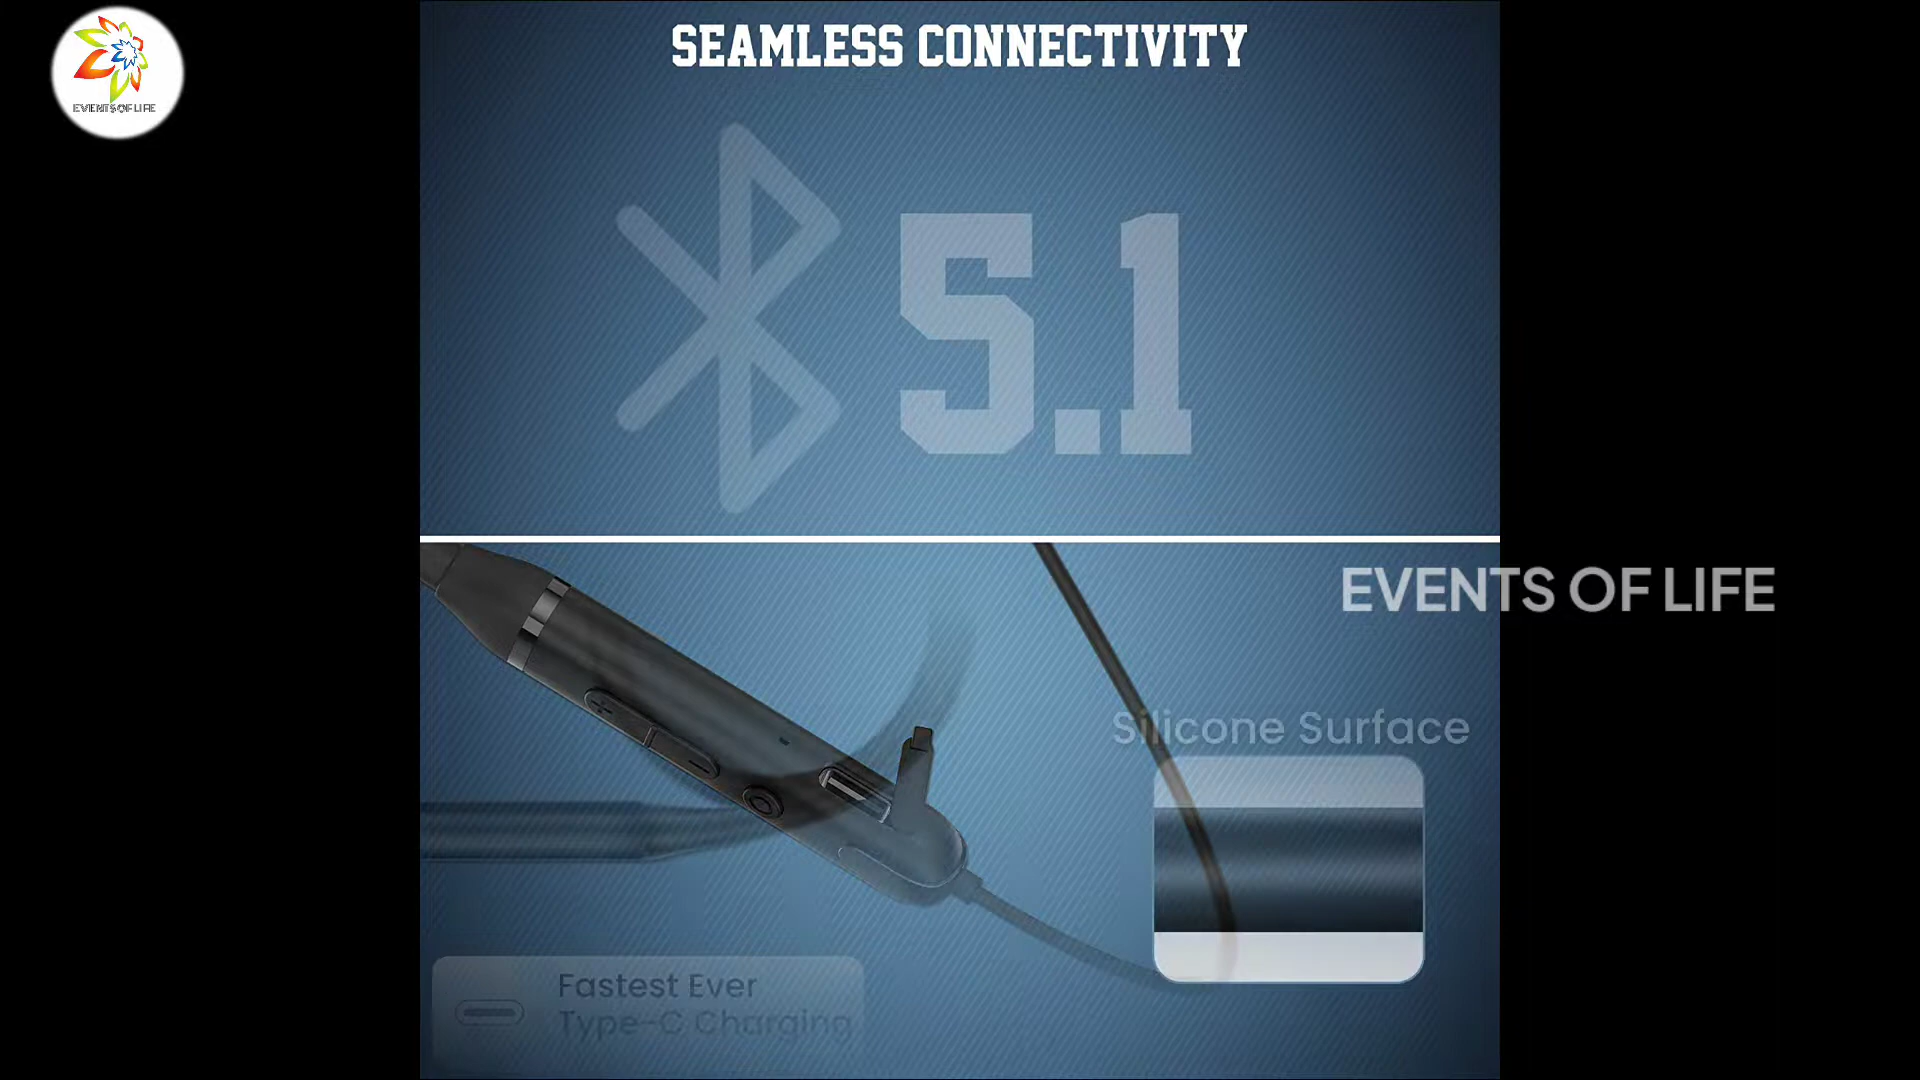 EVENTS OF LIFE
SEAMLESS CONNECTIVITY
5.1
EVENTS OF LIFE
Silicone Surface
Fastest Ever
Type-C Charging